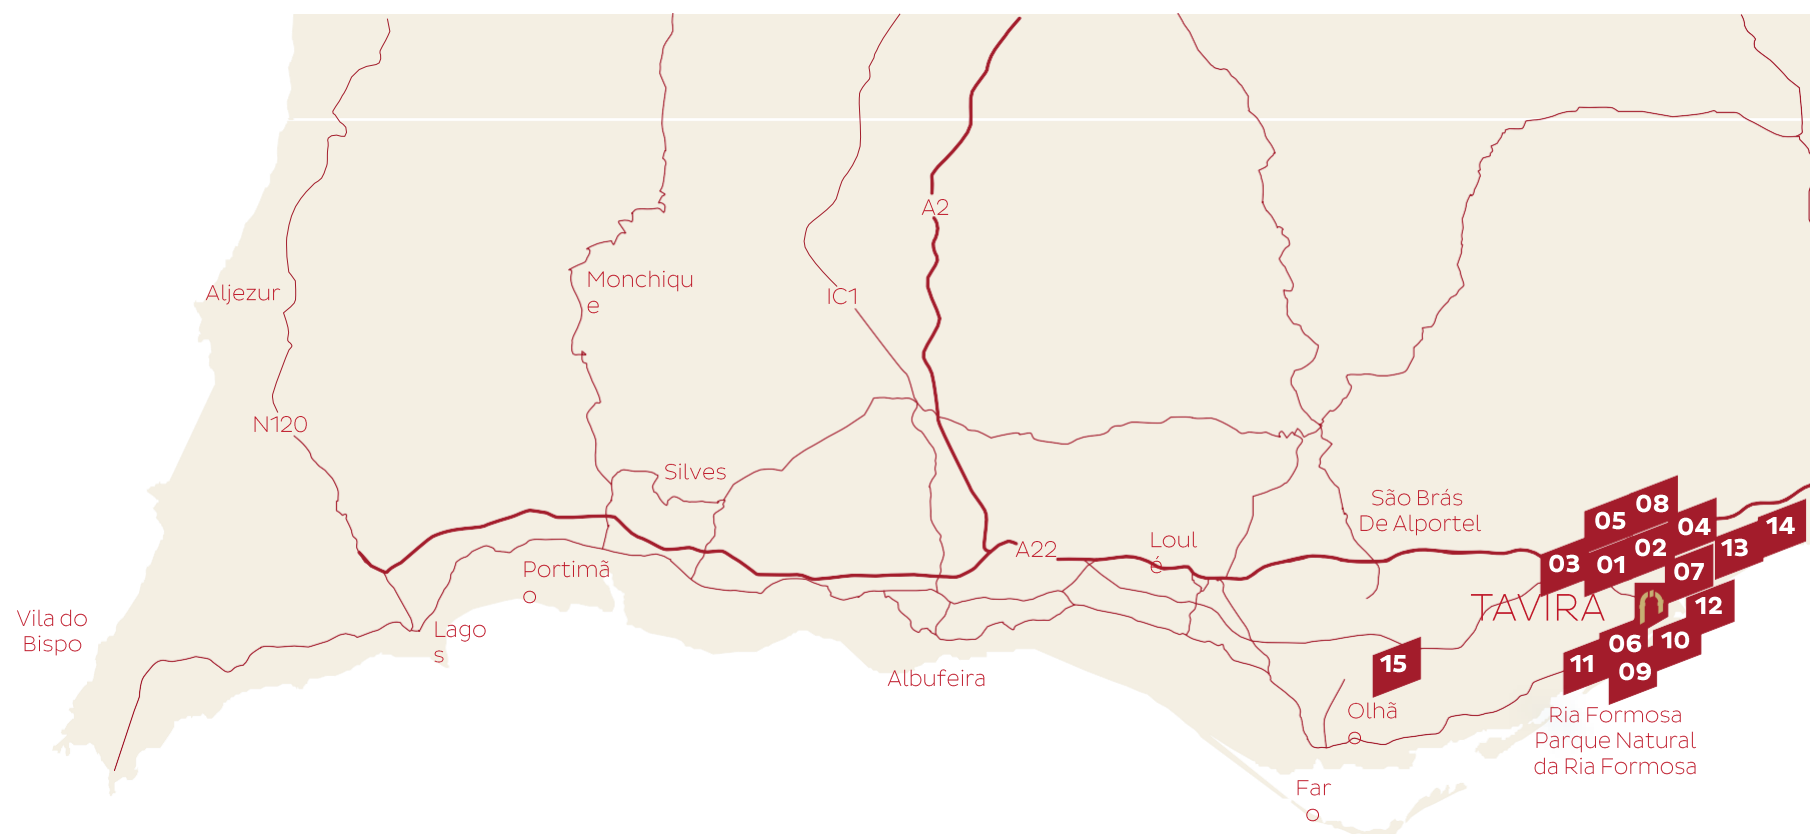 A2
Monchiqu
e
Aljezur
IC1
N120
Silves
São Brás
De Alportel
08
05
04
14
Loul
é
A22
02
13
03
01
07
Portimã
TAVIRA
12
Vila do
Bispo
Lago
s
06
10
15
11
09
Albufeira
Olhã
Ria Formosa
Parque Natural
da Ria Formosa
Far